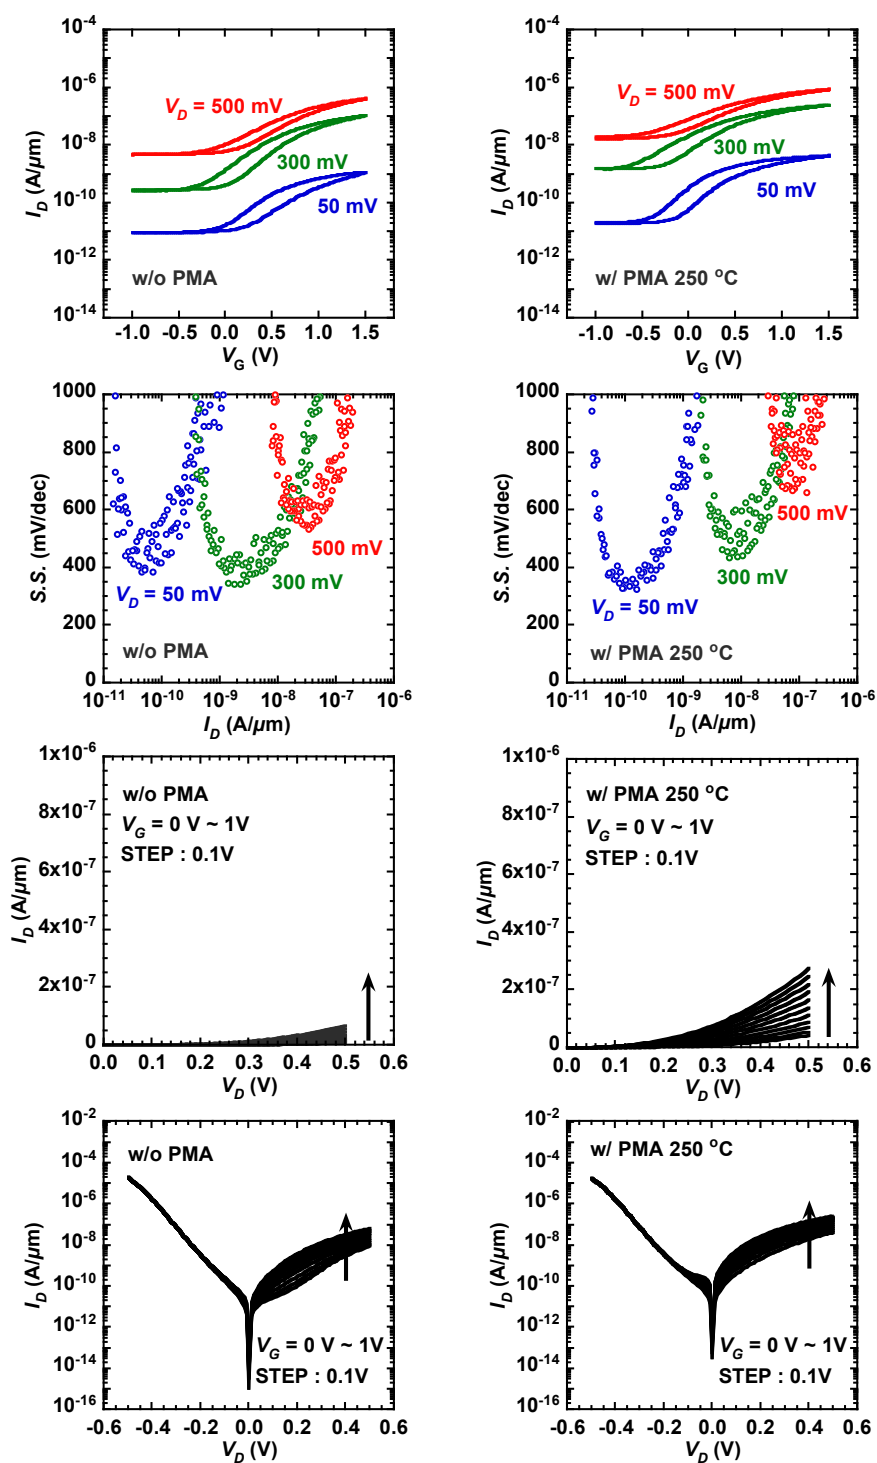 10⁻⁴
10⁻⁶
10⁻⁸
10⁻¹⁰
10⁻¹²
10⁻¹⁴
I_D (A/µm)
V_D = 500 mV
300 mV
50 mV
w/o PMA
-1.0 -0.5 0.0 0.5 1.0 1.5
V_G (V)
10⁻⁴
10⁻⁶
10⁻⁸
10⁻¹⁰
10⁻¹²
10⁻¹⁴
I_D (A/µm)
V_D = 500 mV
300 mV
50 mV
w/ PMA 250 °C
-1.0 -0.5 0.0 0.5 1.0 1.5
V_G (V)
1000
800
600
400
200
0
S.S. (mV/dec)
500 mV
300 mV
V_D = 50 mV
w/o PMA
10⁻¹¹ 10⁻¹⁰ 10⁻⁹ 10⁻⁸ 10⁻⁷ 10⁻⁶
I_D (A/µm)
1000
800
600
400
200
0
S.S. (mV/dec)
500 mV
300 mV
V_D = 50 mV
w/ PMA 250 °C
10⁻¹¹ 10⁻¹⁰ 10⁻⁹ 10⁻⁸ 10⁻⁷ 10⁻⁶
I_D (A/µm)
1x10⁻⁶
8x10⁻⁷
6x10⁻⁷
4x10⁻⁷
2x10⁻⁷
0
I_D (A/µm)
w/o PMA
V_G = 0 V ~ 1V
STEP : 0.1V
0.0 0.1 0.2 0.3 0.4 0.5 0.6
V_D (V)
1x10⁻⁶
8x10⁻⁷
6x10⁻⁷
4x10⁻⁷
2x10⁻⁷
0
I_D (A/µm)
w/ PMA 250 °C
V_G = 0 V ~ 1V
STEP : 0.1V
0.0 0.1 0.2 0.3 0.4 0.5 0.6
V_D (V)
10⁻²
10⁻⁴
10⁻⁶
10⁻⁸
10⁻¹⁰
10⁻¹²
10⁻¹⁴
10⁻¹⁶
I_D (A/µm)
w/o PMA
V_G = 0 V ~ 1V
STEP : 0.1V
-0.6 -0.4 -0.2 0.0 0.2 0.4 0.6
V_D (V)
10⁻²
10⁻⁴
10⁻⁶
10⁻⁸
10⁻¹⁰
10⁻¹²
10⁻¹⁴
10⁻¹⁶
I_D (A/µm)
w/ PMA 250 °C
V_G = 0 V ~ 1V
STEP : 0.1V
-0.6 -0.4 -0.2 0.0 0.2 0.4 0.6
V_D (V)